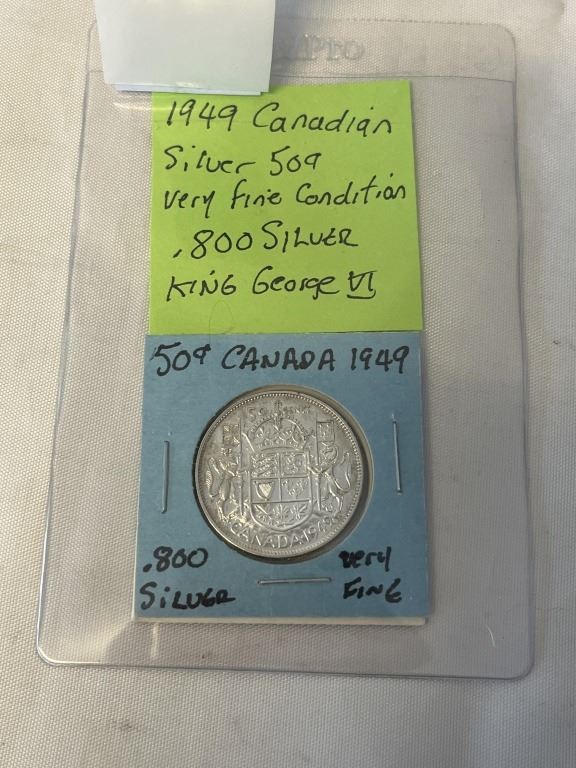 1949 Canadian
Silver 50¢
very fine Condition
.800 SILVER
KING George VI
50¢ CANADA 1949
CANADA 1949
.800
SILVER
very
FINE